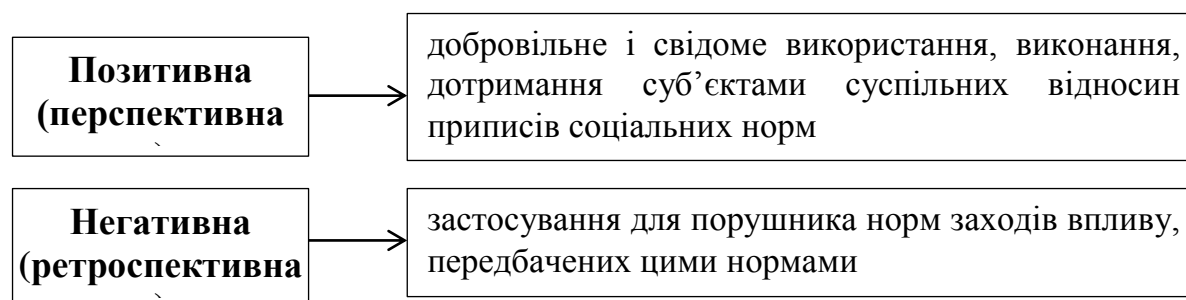 Позитивна
(перспективна
)
добровільне і свідоме використання, виконання,
дотримання суб’єктами суспільних відносин
приписів соціальних норм
Негативна
(ретроспективна
)
застосування для порушника норм заходів впливу,
передбачених цими нормами